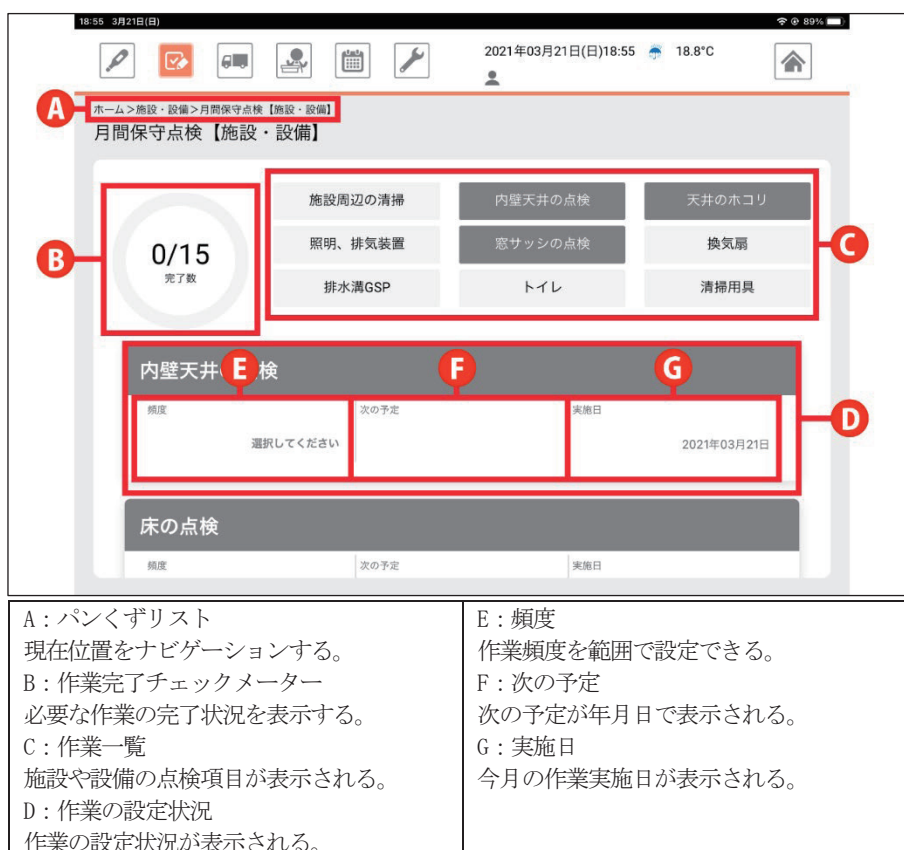 18:55 3月21日(日)
89%
2021年03月21日(日)18:55 18.8°C
A
ホーム>施設・設備>月間保守点検【施設・設備】
月間保守点検【施設・設備】
B
0/15
完了数
施設周辺の清掃 内壁天井の点検 天井のホコリ
照明、排気装置 窓サッシの点検 換気扇
排水溝GSP トイレ 清掃用具
C
内壁天井 検
E F G
頻度 次の予定 実施日
選択してください 2021年03月21日
D
床の点検
頻度 次の予定 実施日
A：パンくずリスト
現在位置をナビゲーションする。
B：作業完了チェックメーター
必要な作業の完了状況を表示する。
C：作業一覧
施設や設備の点検項目が表示される。
D：作業の設定状況
作業の設定状況が表示される。
E：頻度
作業頻度を範囲で設定できる。
F：次の予定
次の予定が年月日で表示される。
G：実施日
今月の作業実施日が表示される。